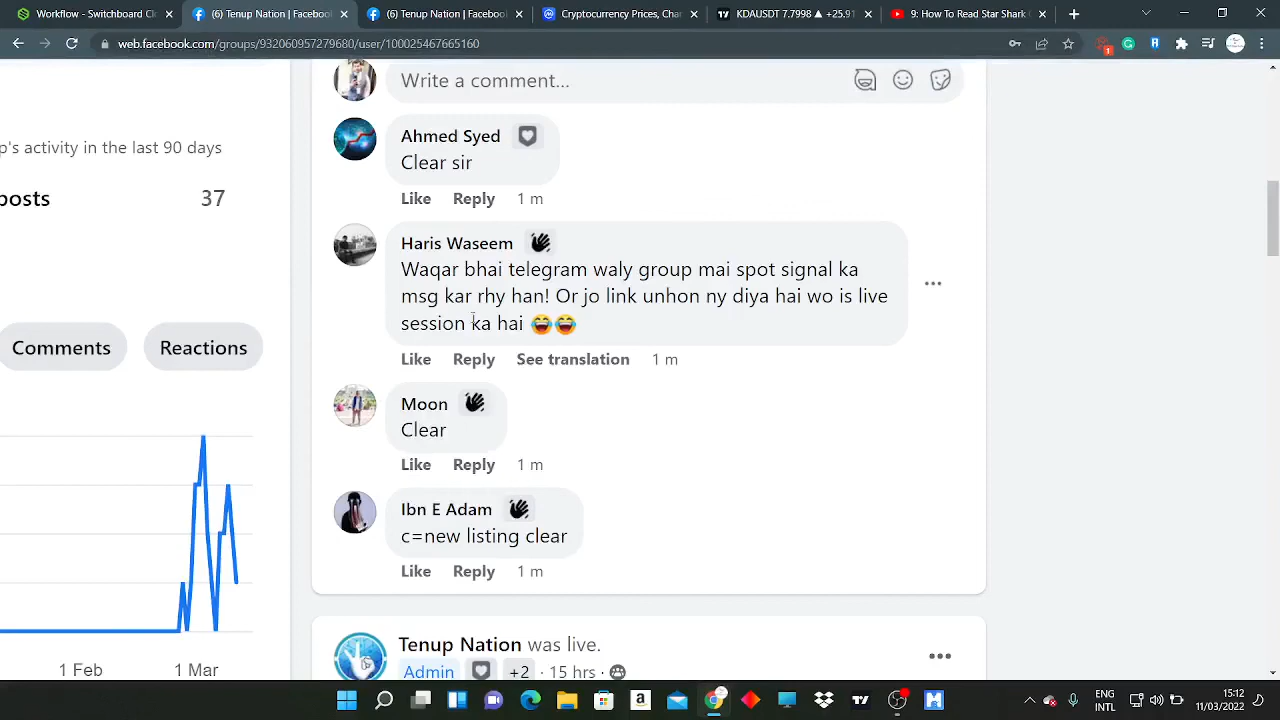 Workflow - Switchboard Cl
(6) Tenup Nation | Facebook
(6) Tenup Nation | Facebook
Cryptocurrency Prices, Char
KDAUSDT 7.7998 ▲ +25.91
9: How To Read Star Shark
web.facebook.com/groups/932060957279680/user/100025467665160
1
Write a comment...
p's activity in the last 90 days
posts 37
Comments
Reactions
1 Feb
1 Mar
Ahmed Syed
Clear sir
Like Reply 1 m
Haris Waseem
Waqar bhai telegram waly group mai spot signal ka
msg kar rhy han! Or jo link unhon ny diya hai wo is live
session ka hai 😂😂
Like Reply See translation 1 m
Moon
Clear
Like Reply 1 m
Ibn E Adam
c=new listing clear
Like Reply 1 m
Tenup Nation was live.
Admin +2 · 15 hrs ·
ENG
INTL
15:12
11/03/2022